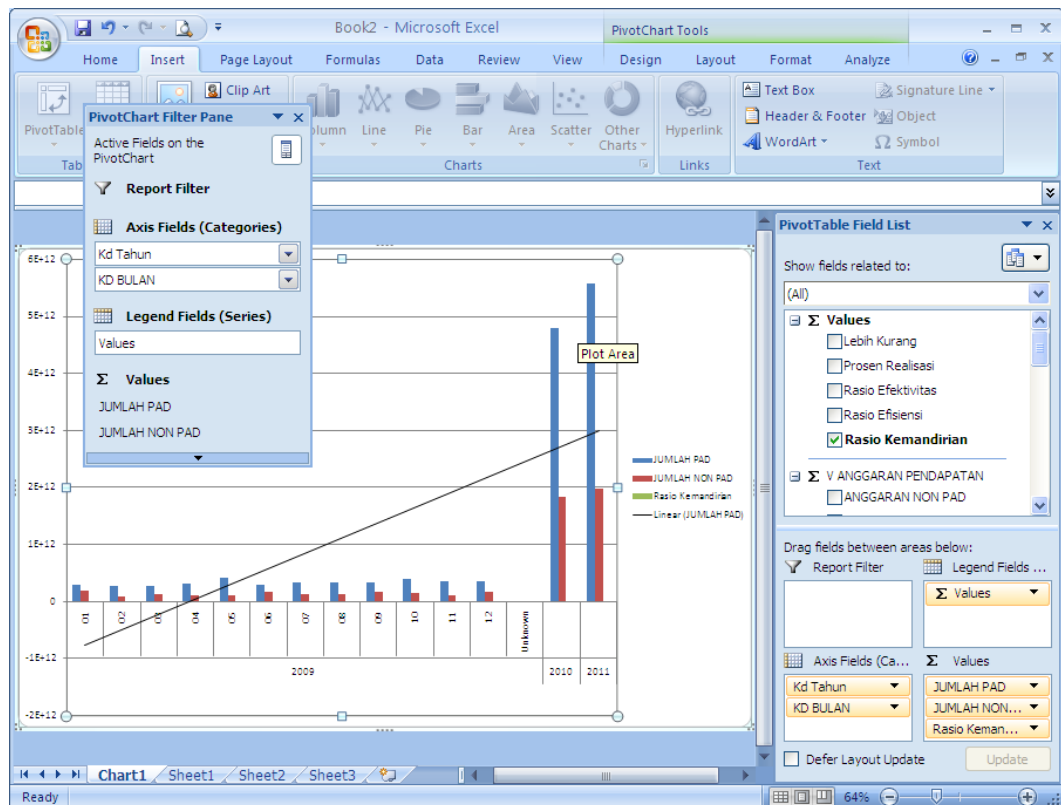 Book2 - Microsoft Excel
PivotChart Tools
Home Insert Page Layout Formulas Data Review View Design Layout Format Analyze
Clip Art
PivotTable
olumn Line Pie Bar Area Scatter Other Charts
Hyperlink
Text Box
Header & Footer
WordArt
Signature Line
Object
Symbol
Tab
Charts
Links
Text
PivotChart Filter Pane
Active Fields on the
PivotChart
Report Filter
Axis Fields (Categories)
Kd Tahun
KD BULAN
Legend Fields (Series)
Values
Σ Values
JUMLAH PAD
JUMLAH NON PAD
6E+12
5E+12
4E+12
3E+12
2E+12
1E+12
0
-1E+12
-2E+12
Plot Area
JUMLAH PAD
JUMLAH NON PAD
Rasio Kemandirian
Linear (JUMLAH PAD)
01 02 03 04 05 06 07 08 09 10 11 12 Unknown
2009 2010 2011
PivotTable Field List
Show fields related to:
(All)
Σ Values
Lebih Kurang
Prosen Realisasi
Rasio Efektivitas
Rasio Efisiensi
Rasio Kemandirian
Σ V ANGGARAN PENDAPATAN
ANGGARAN NON PAD
Drag fields between areas below:
Report Filter
Legend Fields ...
Σ Values
Axis Fields (Ca...
Σ Values
Kd Tahun
KD BULAN
JUMLAH PAD
JUMLAH NON...
Rasio Keman...
Defer Layout Update
Update
Chart1 Sheet1 Sheet2 Sheet3
Ready
64%